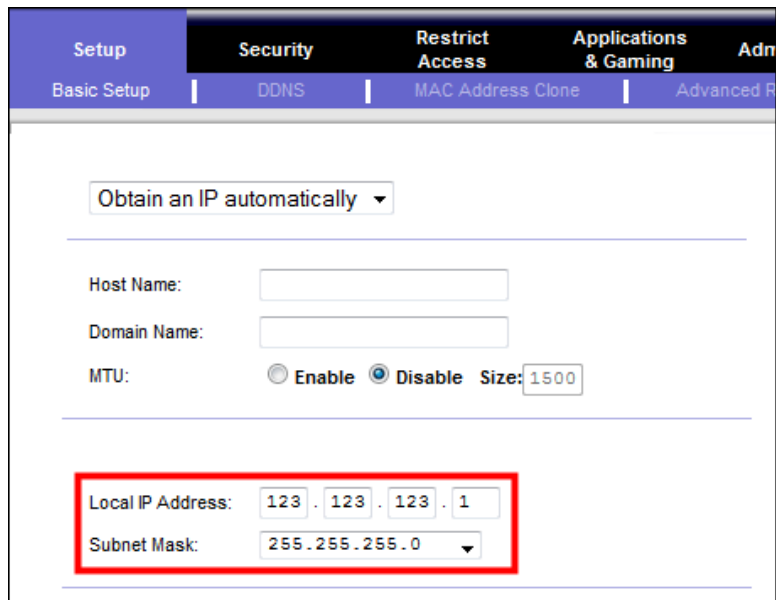 Setup Security Restrict Access Applications & Gaming Adm
Basic Setup DDNS MAC Address Clone Advanced R
Obtain an IP automatically
Host Name:
Domain Name:
MTU: Enable Disable Size: 1500
Local IP Address: 123 . 123 . 123 . 1
Subnet Mask: 255.255.255.0